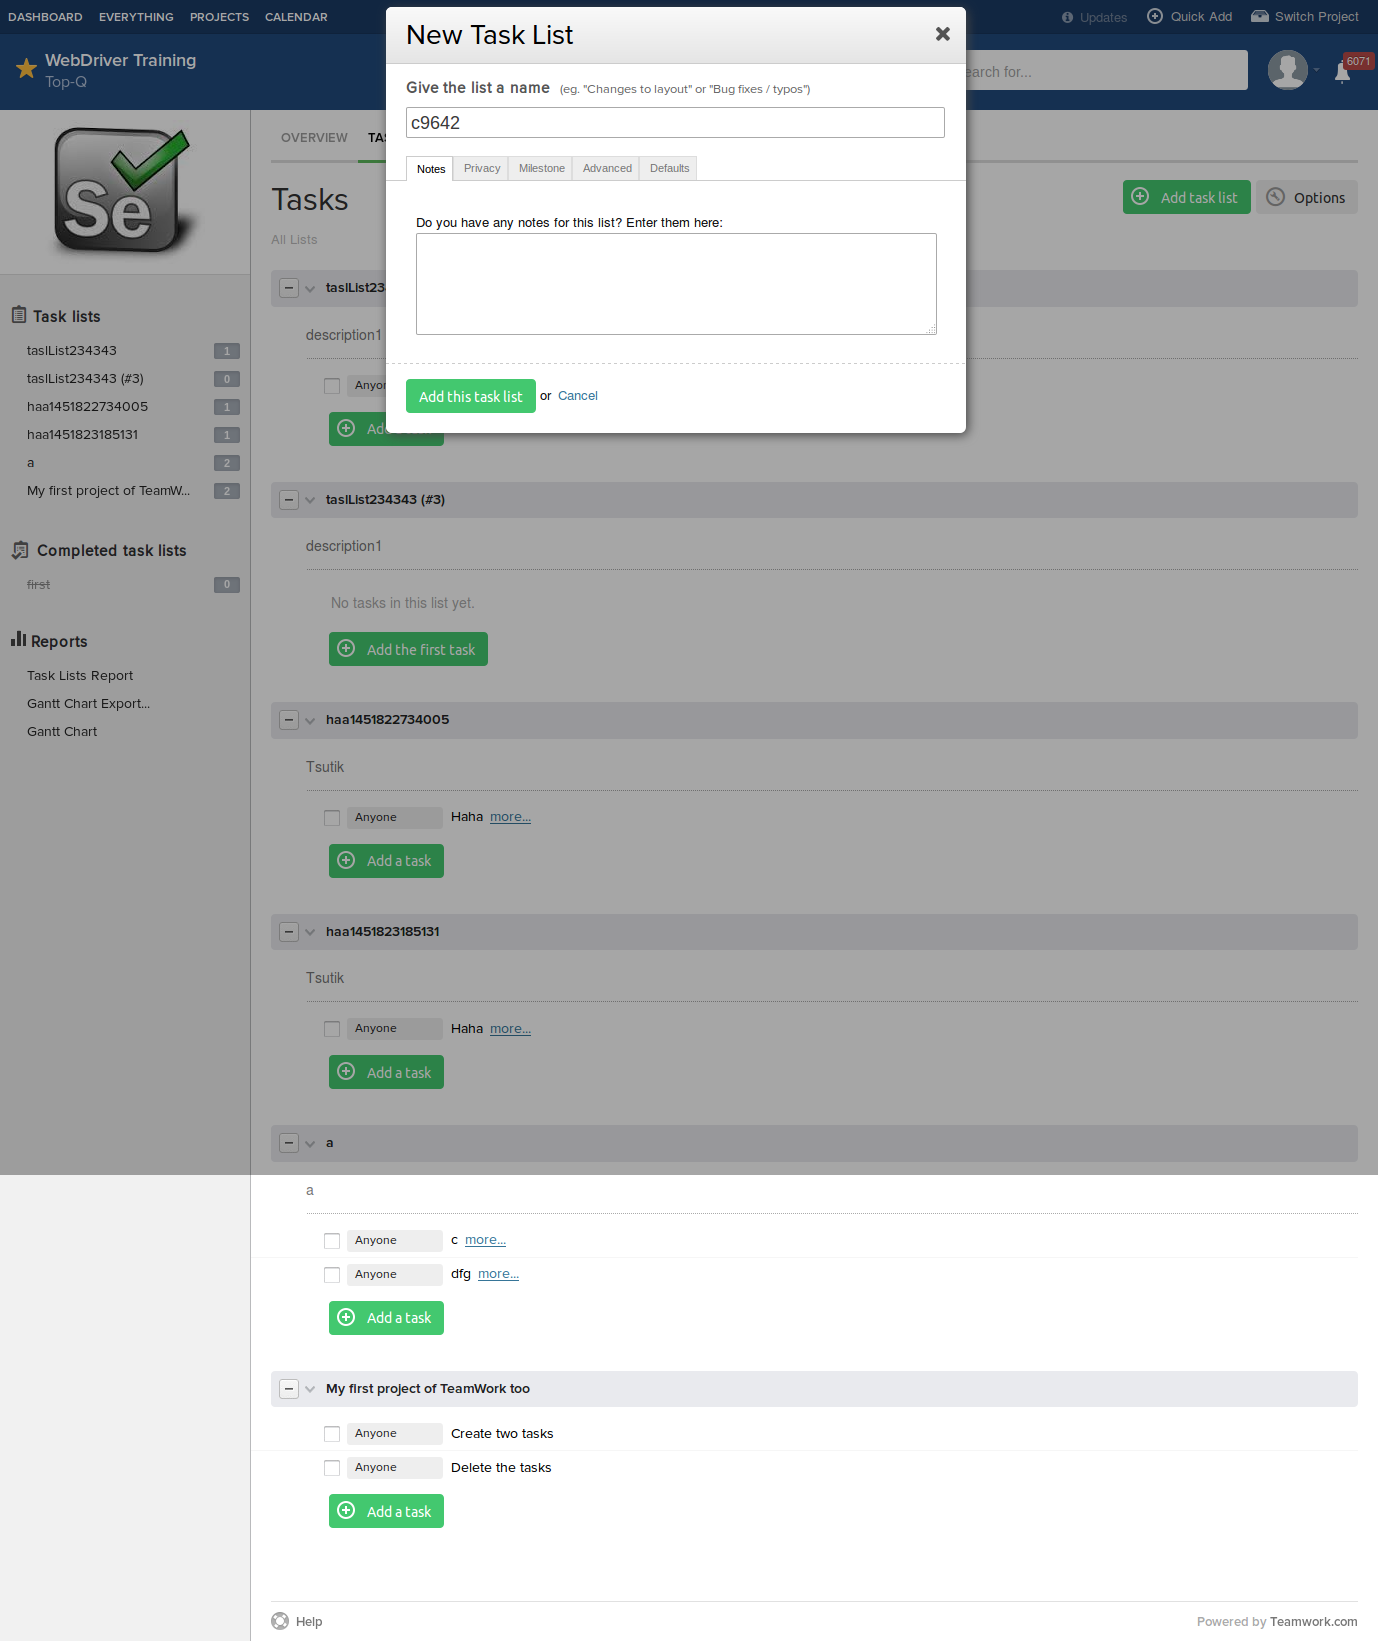 DASHBOARD EVERYTHING PROJECTS CALENDAR
Updates Quick Add Switch Project
WebDriver Training
Top-Q
earch for...
6071
New Task List
Give the list a name (eg. "Changes to layout" or "Bug fixes / typos")
c9642
Notes Privacy Milestone Advanced Defaults
Do you have any notes for this list? Enter them here:
Add this task list or Cancel
Se
Task lists
taslList234343 1
taslList234343 (#3) 0
haa1451822734005 1
haa1451823185131 1
a 2
My first project of TeamW... 2
Completed task lists
first 0
Reports
Task Lists Report
Gantt Chart Export...
Gantt Chart
OVERVIEW TAS
Tasks
Add task list Options
All Lists
taslList23
description1
Anyo
Ad
taslList234343 (#3)
description1
No tasks in this list yet.
Add the first task
haa1451822734005
Tsutik
Anyone Haha more...
Add a task
haa1451823185131
Tsutik
Anyone Haha more...
Add a task
a
a
Anyone c more...
Anyone dfg more...
Add a task
My first project of TeamWork too
Anyone Create two tasks
Anyone Delete the tasks
Add a task
Help
Powered by Teamwork.com